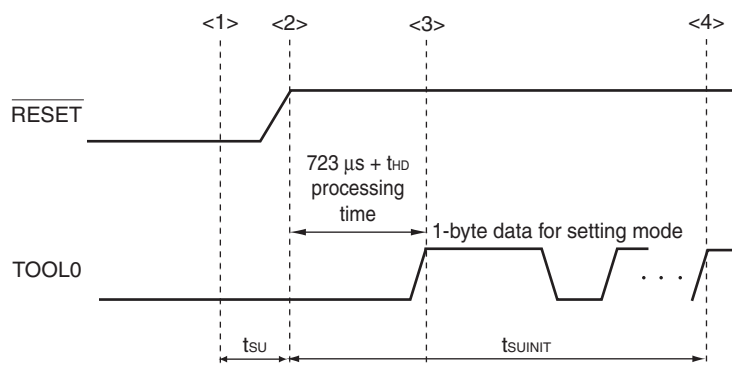 <1> <2> <3> <4>
RESET
723 μs + tHD
processing
time
1-byte data for setting mode
TOOL0
. . .
tSU tSUINIT